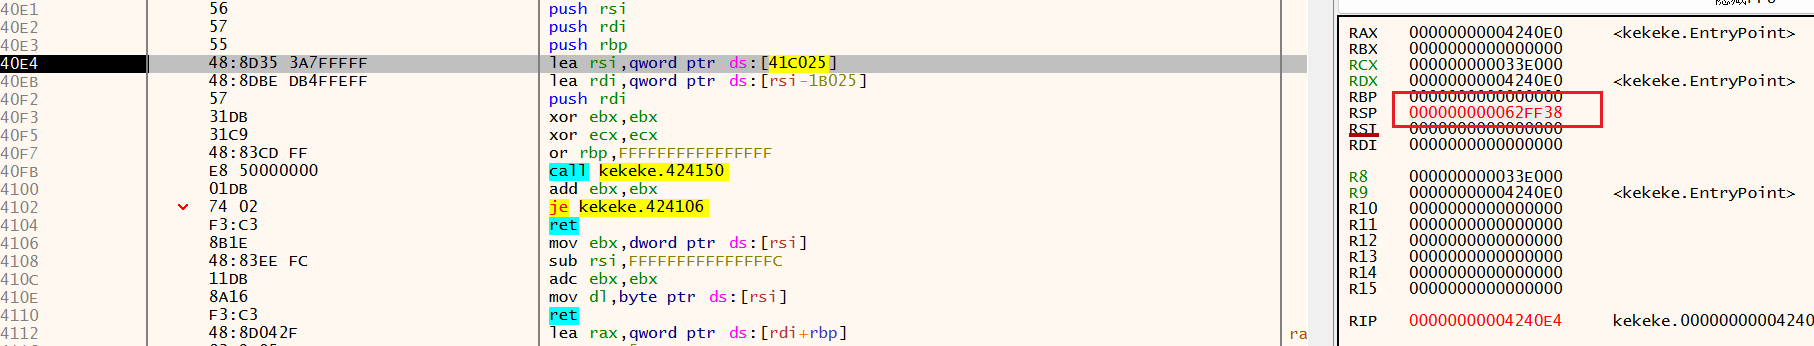 40E1 56 push rsi
40E2 57 push rdi
40E3 55 push rbp
40E4 48:8D35 3A7FFFFF lea rsi,qword ptr ds:[41C025]
40EB 48:8DBE DB4FFEFF lea rdi,qword ptr ds:[rsi-1B025]
40F2 57 push rdi
40F3 31DB xor ebx,ebx
40F5 31C9 xor ecx,ecx
40F7 48:83CD FF or rbp,FFFFFFFFFFFFFFFF
40FB E8 50000000 call kekeke.424150
4100 01DB add ebx,ebx
4102 74 02 je kekeke.424106
4104 F3:C3 ret
4106 8B1E mov ebx,dword ptr ds:[rsi]
4108 48:83EE FC sub rsi,FFFFFFFFFFFFFFFC
410C 11DB adc ebx,ebx
410E 8A16 mov dl,byte ptr ds:[rsi]
4110 F3:C3 ret
4112 48:8D042F lea rax,qword ptr ds:[rdi+rbp] ra
RAX 00000000004240E0 <kekeke.EntryPoint>
RBX 0000000000000000
RCX 000000000033E000
RDX 00000000004240E0 <kekeke.EntryPoint>
RBP 0000000000000000
RSP 000000000062FF38
RSI 0000000000000000
RDI 0000000000000000
R8 000000000033E000
R9 00000000004240E0 <kekeke.EntryPoint>
R10 0000000000000000
R11 0000000000000000
R12 0000000000000000
R13 0000000000000000
R14 0000000000000000
R15 0000000000000000
RIP 00000000004240E4 kekeke.00000000004240